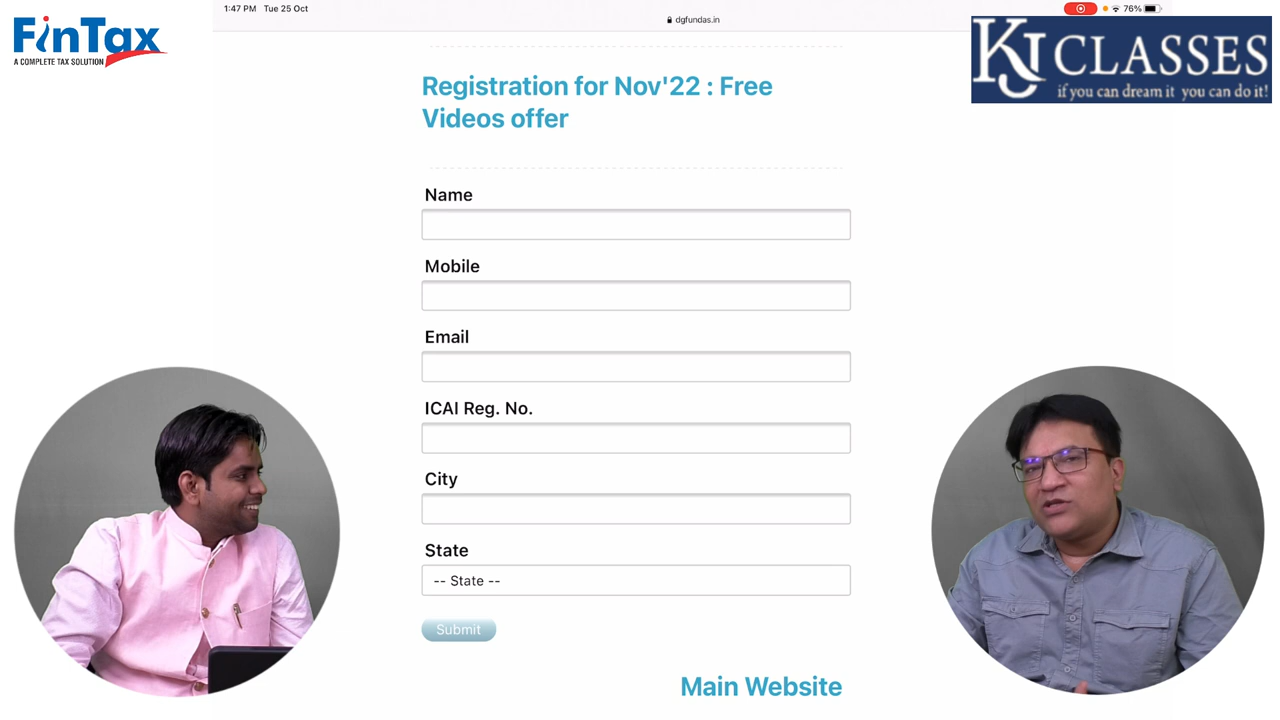 1:47 PM Tue 25 Oct
dgfundas.in
76%
FinTax
A COMPLETE TAX SOLUTION
KJ CLASSES
if you can dream it you can do it!
Registration for Nov'22 : Free
Videos offer
Name
Mobile
Email
ICAI Reg. No.
City
State
-- State --
Submit
Main Website